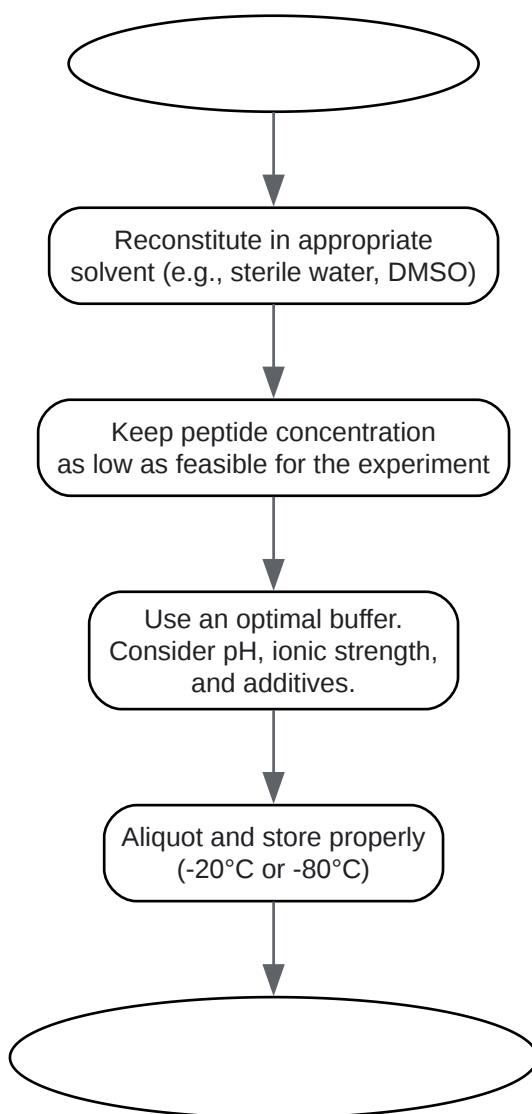 Reconstitute in appropriate
solvent (e.g., sterile water, DMSO)
Keep peptide concentration
as low as feasible for the experiment
Use an optimal buffer.
Consider pH, ionic strength,
and additives.
Aliquot and store properly
(-20°C or -80°C)